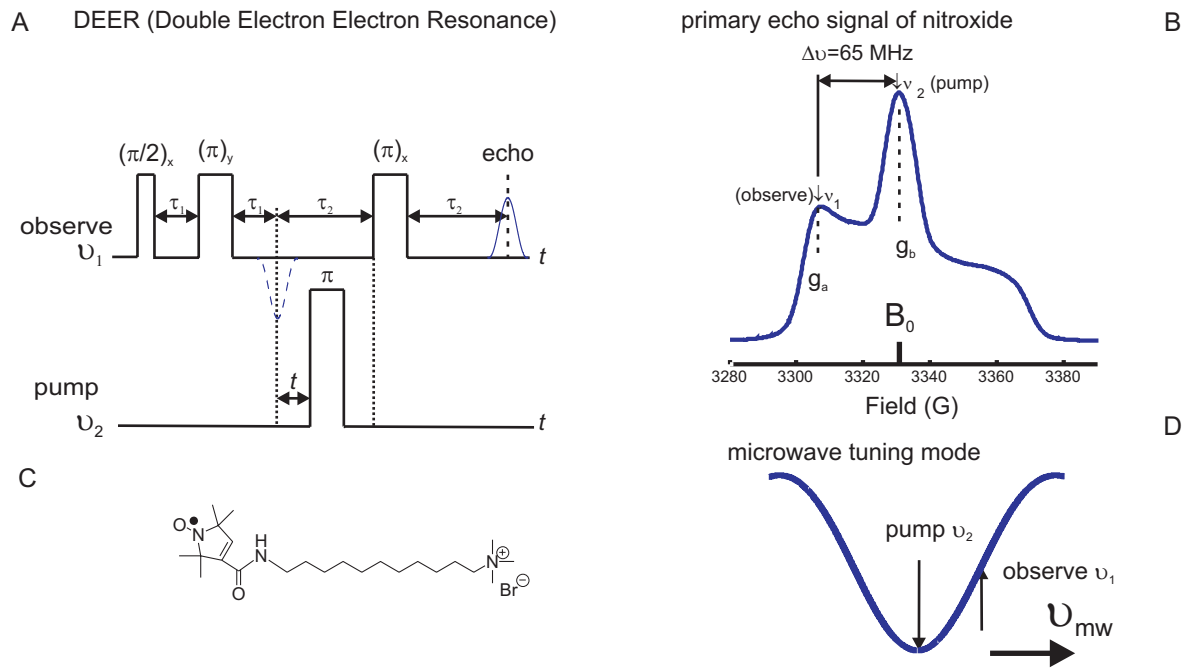 A
DEER (Double Electron Electron Resonance)
(π/2)x
(π)y
(π)x
echo
τ1
τ1
τ2
τ2
observe
υ1
t
π
pump
υ2
t
t
primary echo signal of nitroxide
B
Δυ=65 MHz
↓ν2 (pump)
(observe)↓ν1
ga
gb
B0
3280 3300 3320 3340 3360 3380
Field (G)
C
O
N
H
N
O
N
⊕
Br⊖
D
microwave tuning mode
pump υ2
observe υ1
υmw